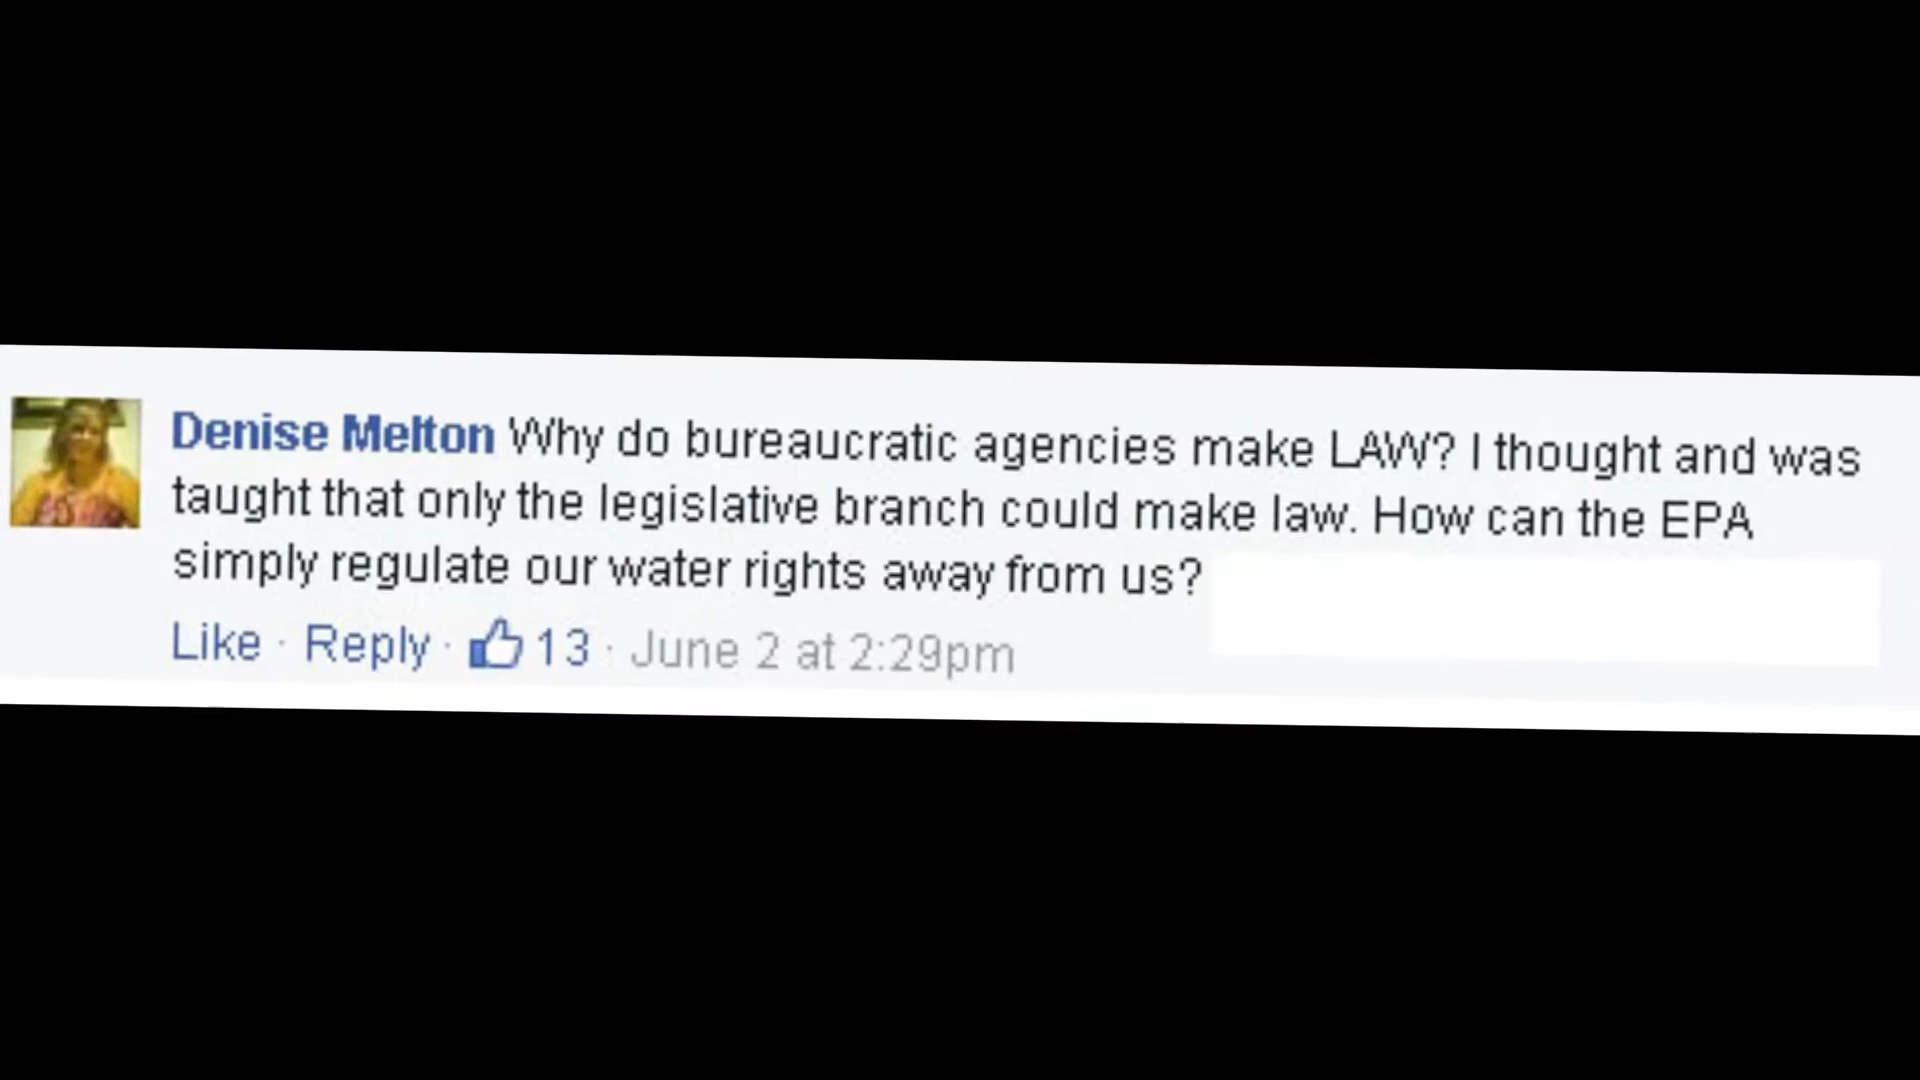 Denise Melton Why do bureaucratic agencies make LAW? I thought and was
taught that only the legislative branch could make law. How can the EPA
simply regulate our water rights away from us?
Like · Reply · 13 · June 2 at 2:29pm